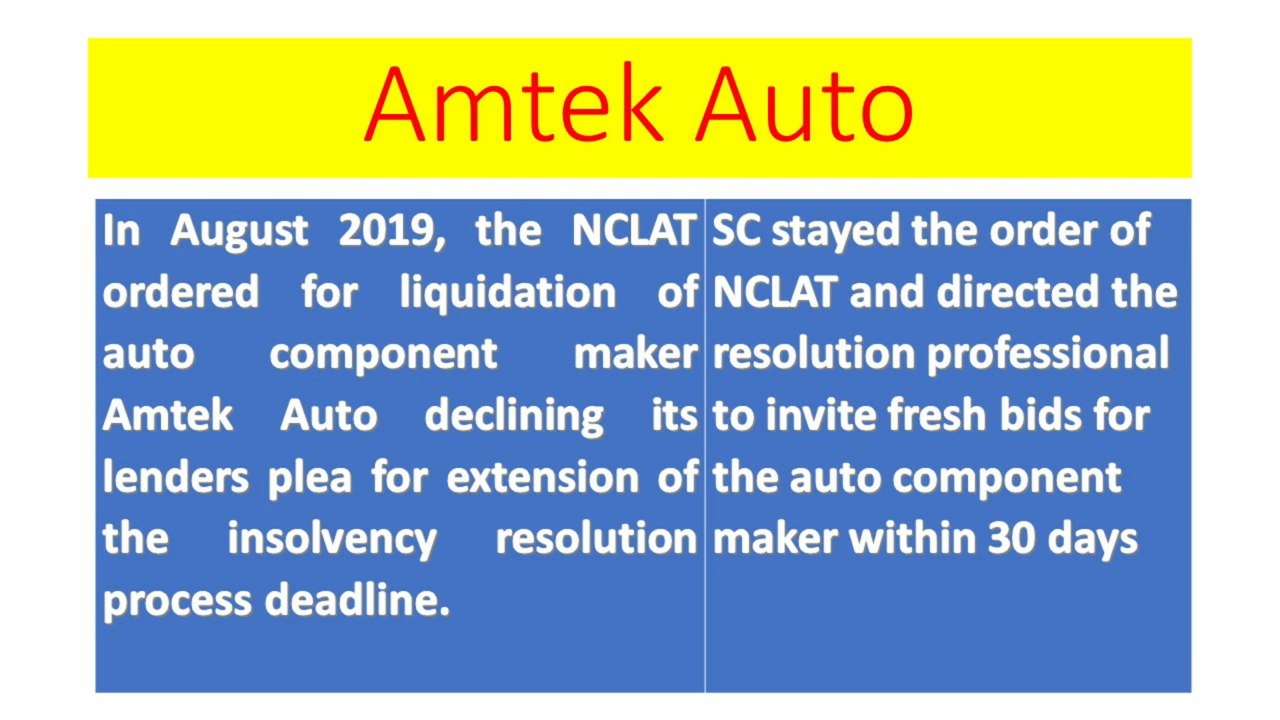 Amtek Auto
In August 2019, the NCLAT
ordered for liquidation of
auto component maker
Amtek Auto declining its
lenders plea for extension of
the insolvency resolution
process deadline.
SC stayed the order of
NCLAT and directed the
resolution professional
to invite fresh bids for
the auto component
maker within 30 days